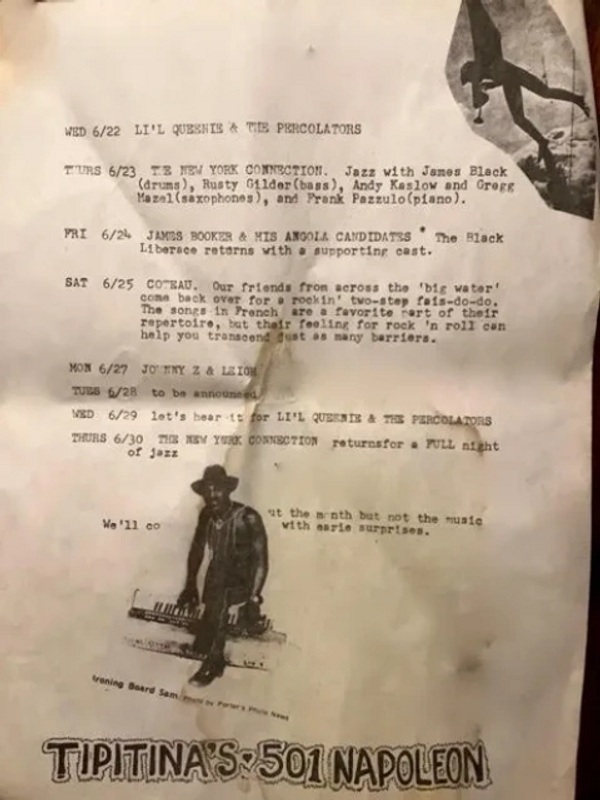 WED 6/22 LI'L QUEENIE & THE PERCOLATORS
THURS 6/23 THE NEW YORK CONNECTION. Jazz with James Black
(drums), Rusty Gilder(bass), Andy Kaslow and Gregg
Mazel(saxophones), and Frank Pazzulo(piano).
FRI 6/24 JAMES BOOKER & HIS ANGOLA CANDIDATES * The Black
Liberace returns with a supporting cast.
SAT 6/25 COTEAU. Our friends from across the 'big water'
come back over for a rockin' two-step fais-do-do.
The songs in French are a favorite part of their
repertoire, but their feeling for rock 'n roll can
help you transcend just as many barriers.
MON 6/27 JOHNNY Z & LEIGH
TUES 6/28 to be announced
WED 6/29 let's hear it for LI'L QUEENIE & THE PERCOLATORS
THURS 6/30 THE NEW YORK CONNECTION returnsfor a FULL night
of jazz
We'll co ut the month but not the music
with eerie surprises.
Ironing Board Sam Photo by Porter's Photo News
TIPITINA'S 501 NAPOLEON